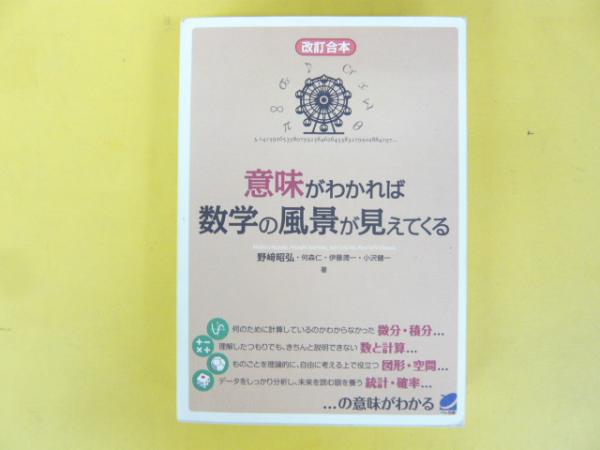 改訂合本
∞ π θ
意味がわかれば
数学の風景が見えてくる
野﨑昭弘・何森仁・伊藤潤一・小沢健一
著
何のために計算しているのかわからなかった 微分・積分…
理解したつもりでも、きちんと説明できない 数と計算…
ものごとを理論的に、自由に考える上で役立つ 図形・空間…
データをしっかり分析し、未来を読む眼を養う 統計・確率…
…の意味がわかる